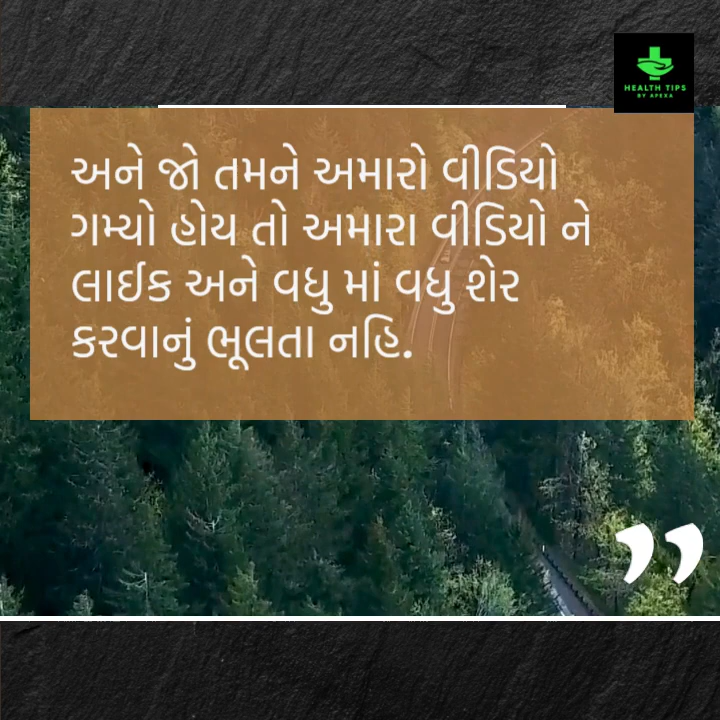 HEALTH TIPS
BY APEXA
અને જો તમને અમારો વીડિયો
ગમ્યો હોય તો અમારા વીડિયો ને
લાઈક અને વધુ માં વધુ શેર
કરવાનું ભૂલતા નહિ.
”